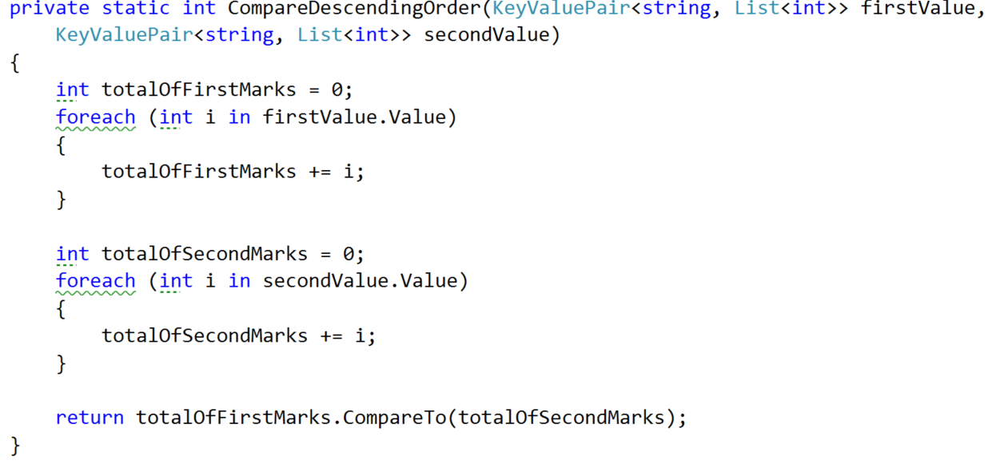 private static int CompareDescendingOrder(KeyValuePair<string, List<int>> firstValue,
    KeyValuePair<string, List<int>> secondValue)
{
    int totalOfFirstMarks = 0;
    foreach (int i in firstValue.Value)
    {
        totalOfFirstMarks += i;
    }

    int totalOfSecondMarks = 0;
    foreach (int i in secondValue.Value)
    {
        totalOfSecondMarks += i;
    }

    return totalOfFirstMarks.CompareTo(totalOfSecondMarks);
}